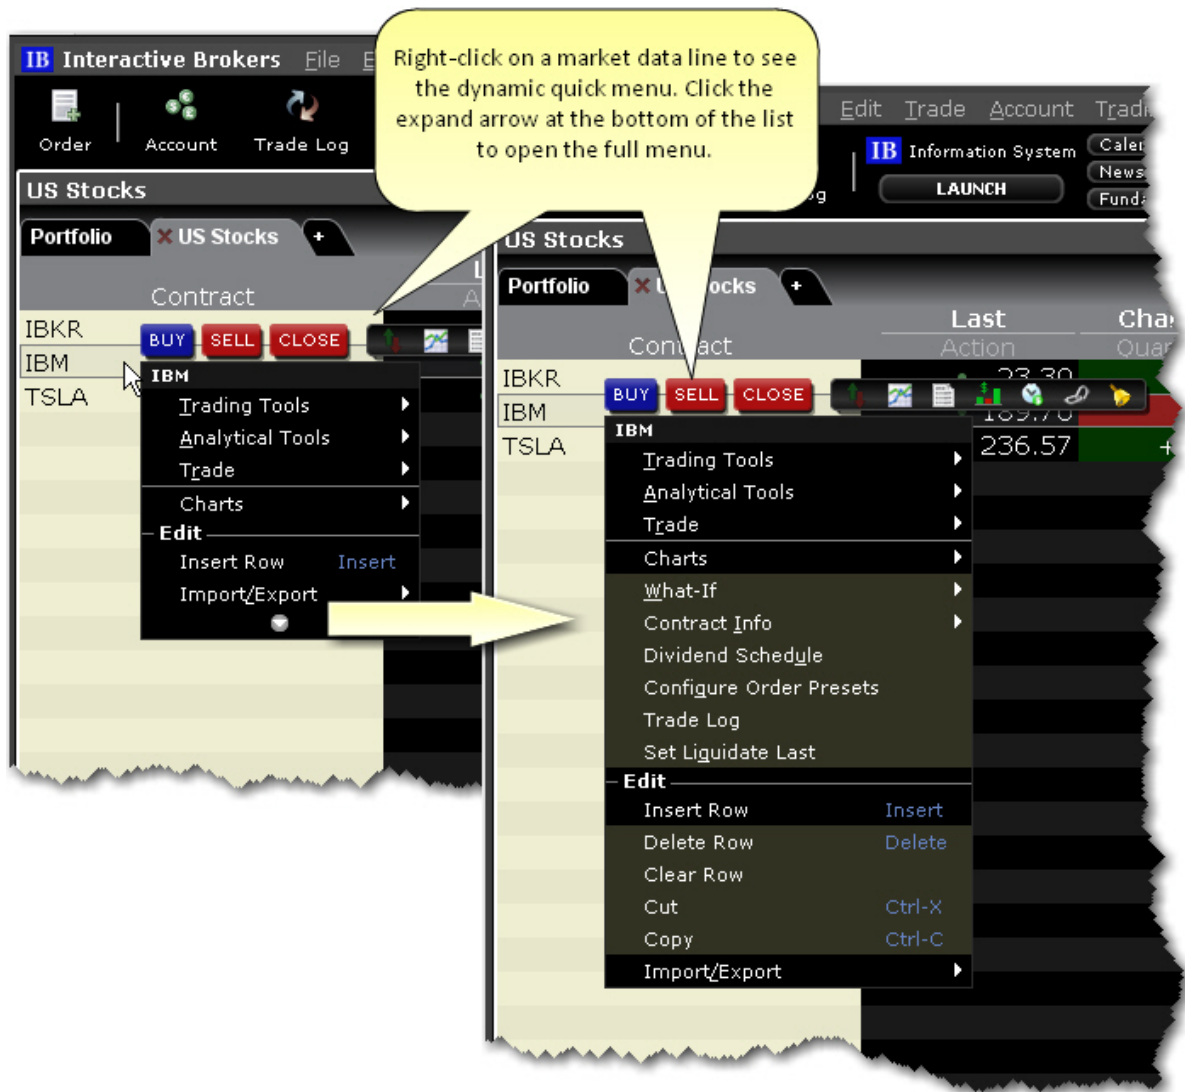 Right-click on a market data line to see
the dynamic quick menu. Click the
expand arrow at the bottom of the list
to open the full menu.
IB Interactive Brokers File
Order Account Trade Log
US Stocks
Portfolio US Stocks +
Contract
IBKR
BUY SELL CLOSE
IBM
TSLA
IBM
Trading Tools
Analytical Tools
Trade
Charts
Edit
Insert Row Insert
Import/Export
Edit Trade Account
IB Information System
LAUNCH
US Stocks
Portfolio
+
Last
Contract Action
IBKR 23.30
BUY SELL CLOSE
IBM 189.70
TSLA 236.57 +
IBM
Trading Tools
Analytical Tools
Trade
Charts
What-If
Contract Info
Dividend Schedule
Configure Order Presets
Trade Log
Set Liquidate Last
Edit
Insert Row Insert
Delete Row Delete
Clear Row
Cut Ctrl-X
Copy Ctrl-C
Import/Export